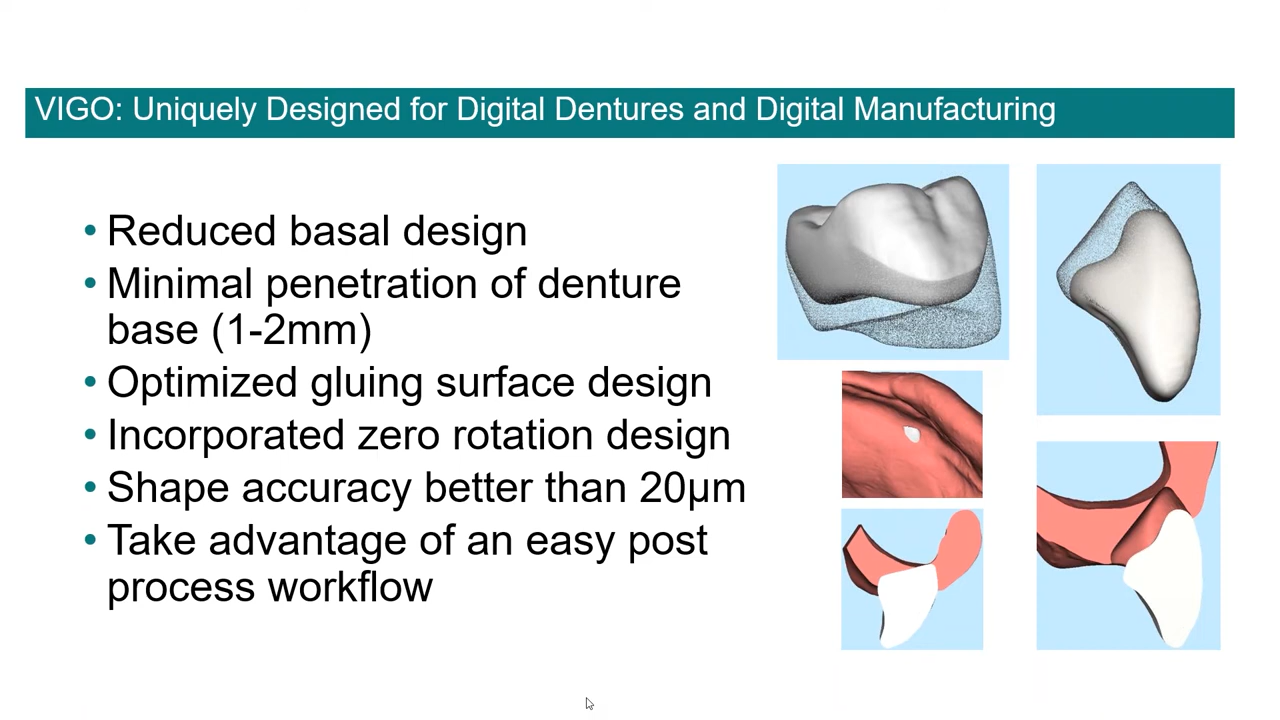 VIGO: Uniquely Designed for Digital Dentures and Digital Manufacturing
• Reduced basal design
• Minimal penetration of denture
base (1-2mm)
• Optimized gluing surface design
• Incorporated zero rotation design
• Shape accuracy better than 20µm
• Take advantage of an easy post
process workflow